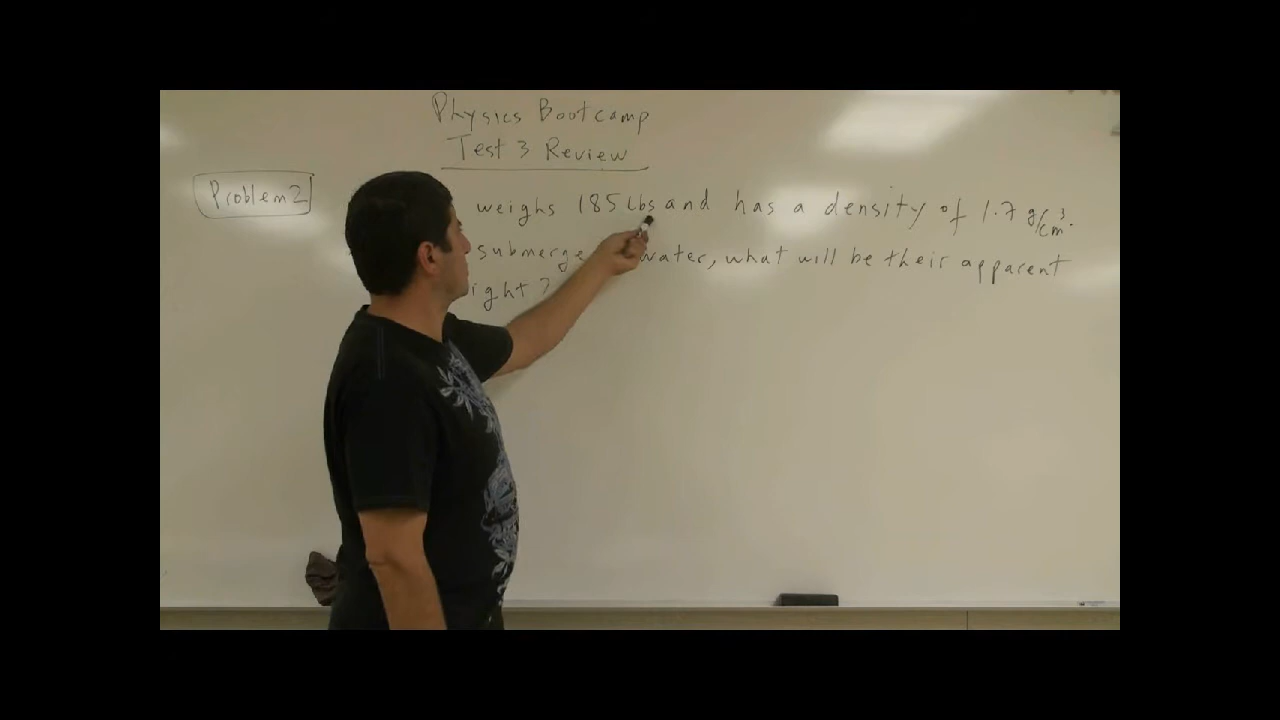 Physics Bootcamp
Test 3 Review
Problem 2
weighs 185 lbs and has a density of 1.7 g/cm³.
submerge water, what will be their apparent
ight?